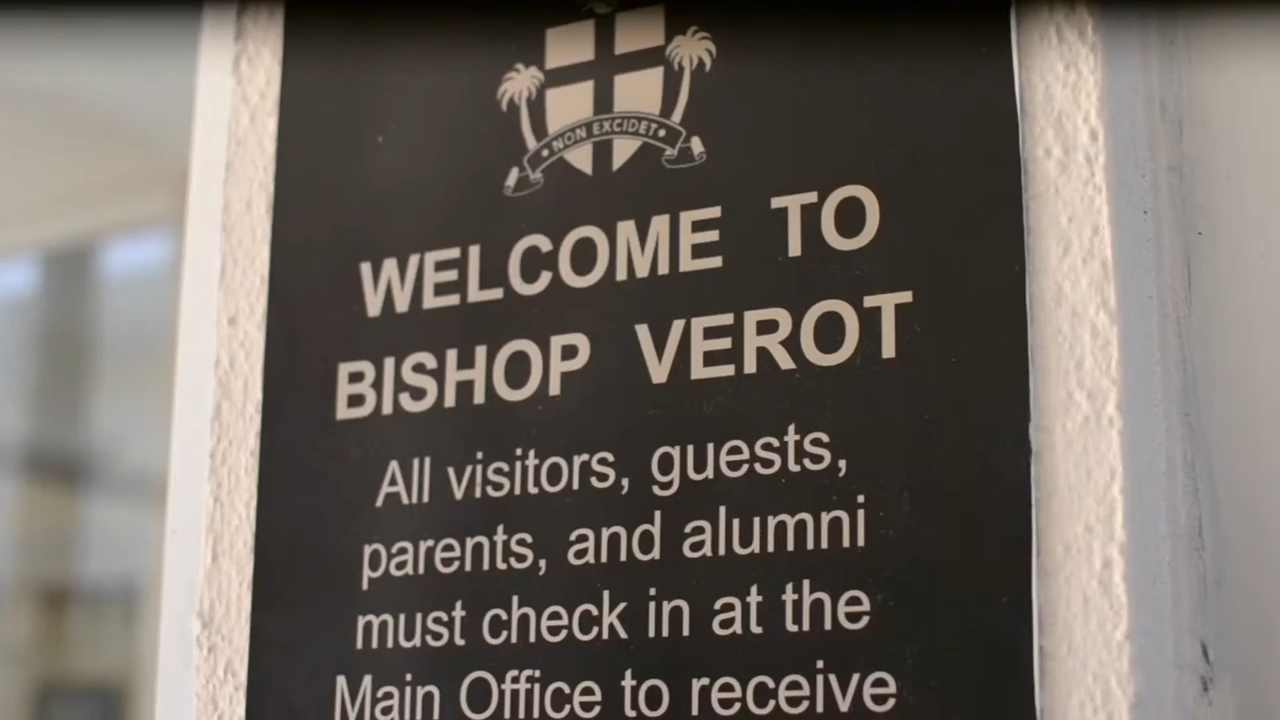 NON EXCIDET
WELCOME TO
BISHOP VEROT
All visitors, guests,
parents, and alumni
must check in at the
Main Office to receive